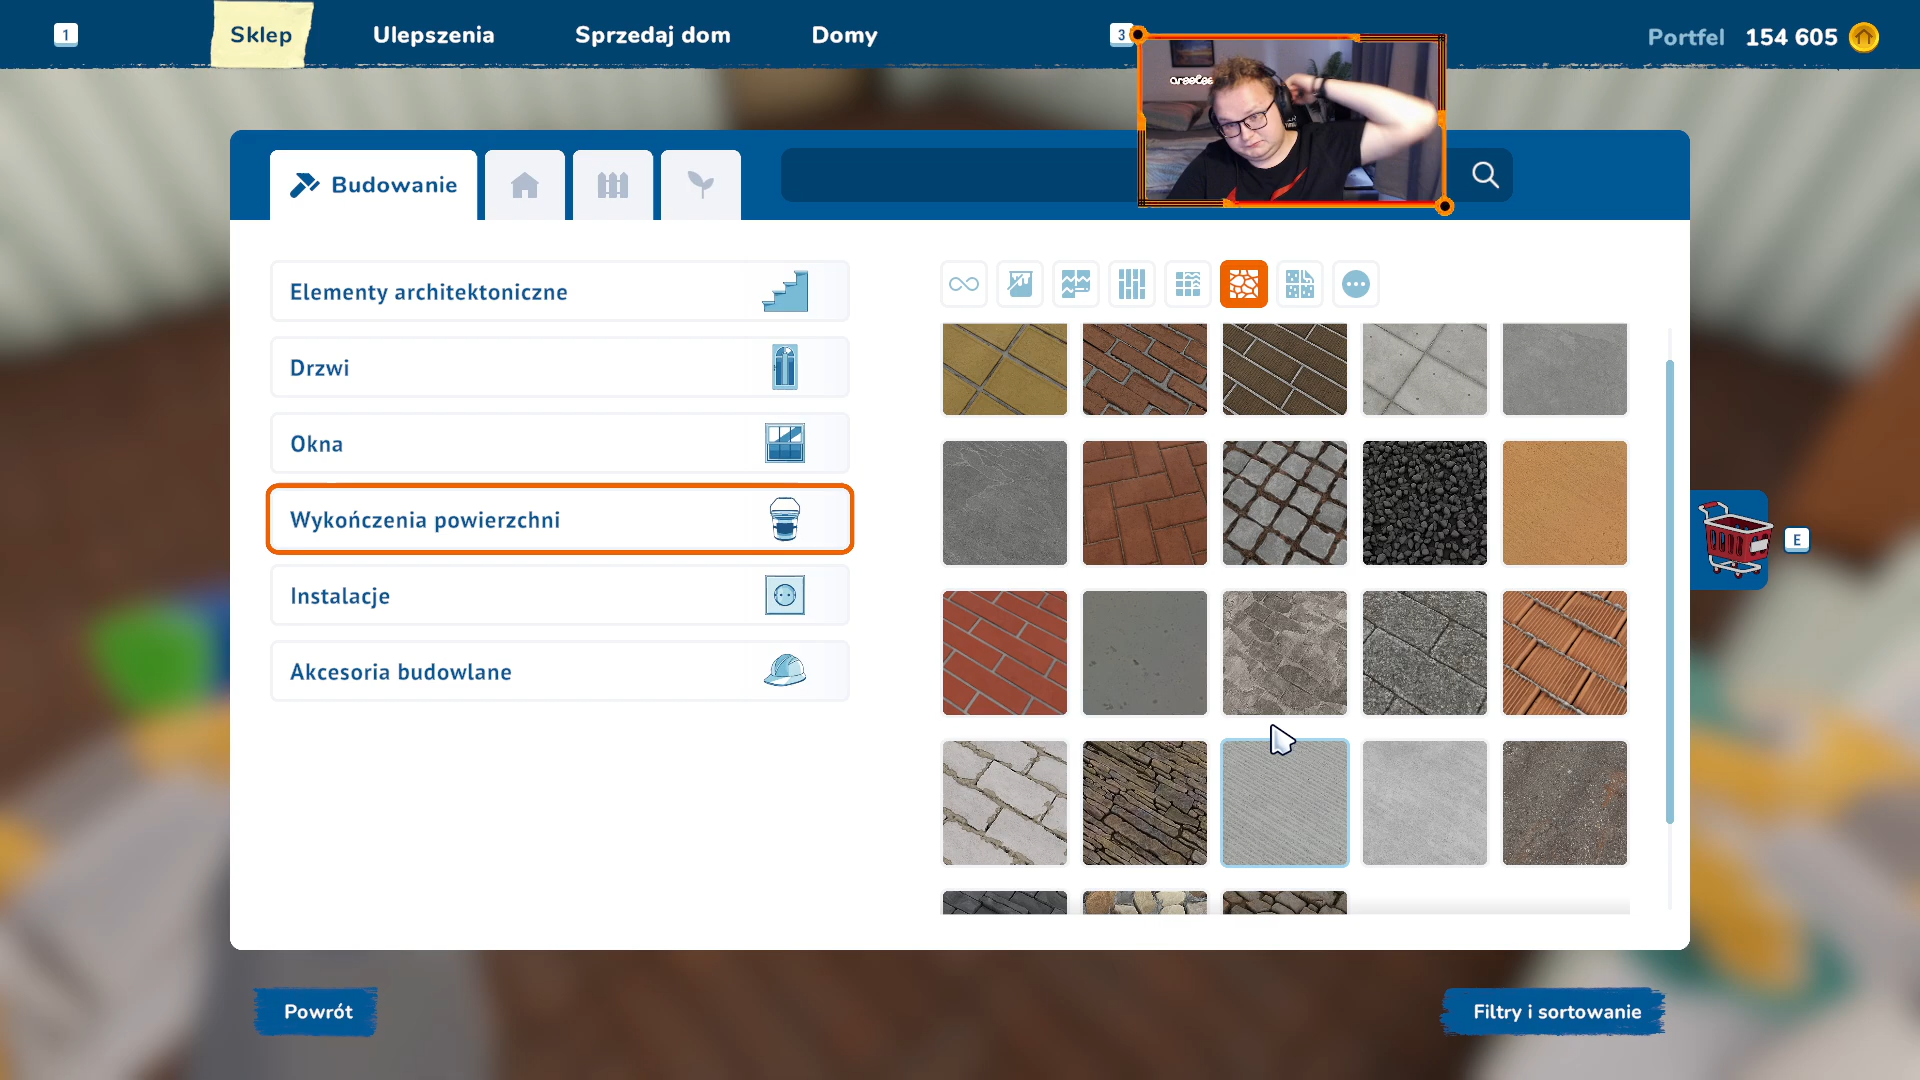 1
Sklep
Ulepszenia
Sprzedaj dom
Domy
3
Portfel
154 605
Budowanie
Elementy architektoniczne
Drzwi
Okna
Wykończenia powierzchni
Instalacje
Akcesoria budowlane
E
Powrót
Filtry i sortowanie